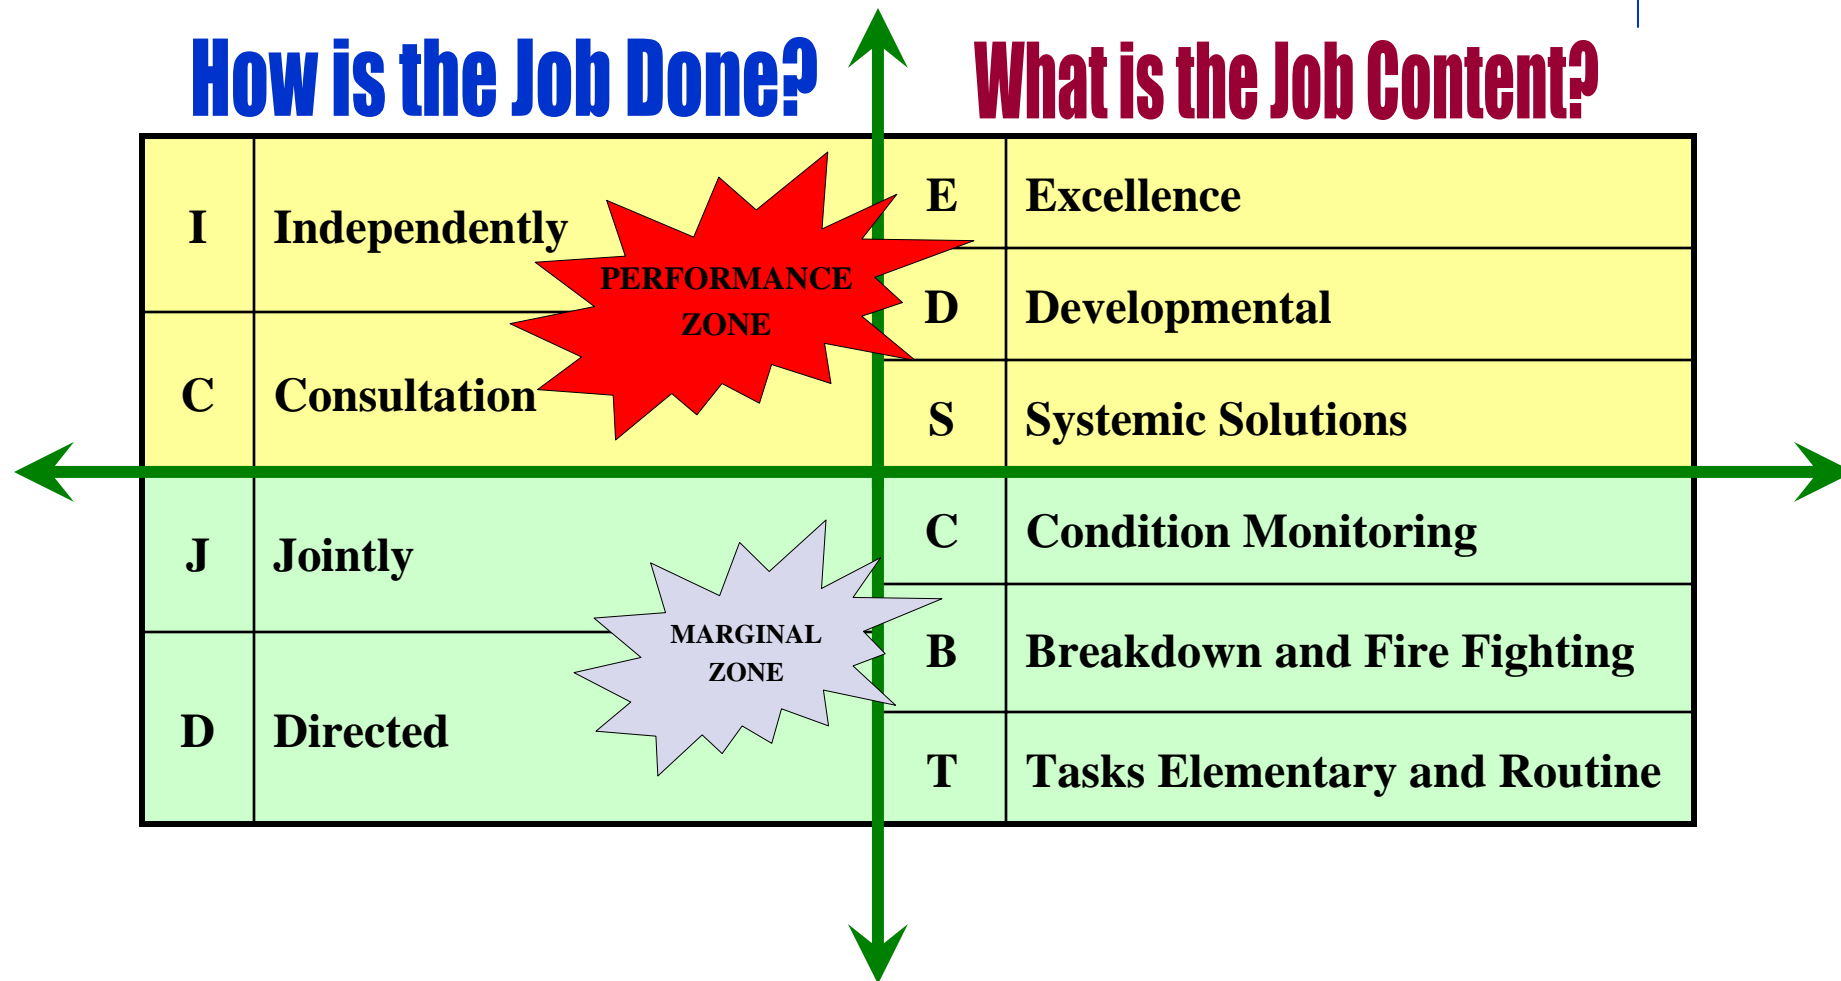 How is the Job Done?
What is the Job Content?
I Independently
C Consultation
J Jointly
D Directed
PERFORMANCE
ZONE
MARGINAL
ZONE
E Excellence
D Developmental
S Systemic Solutions
C Condition Monitoring
B Breakdown and Fire Fighting
T Tasks Elementary and Routine